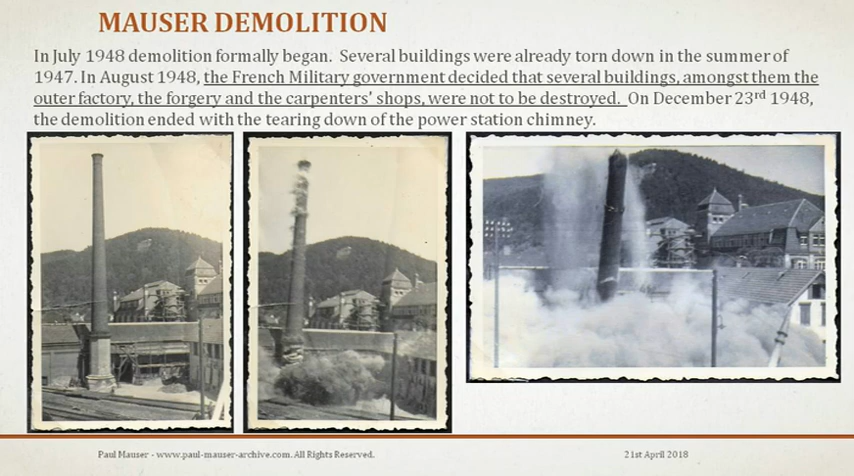 MAUSER DEMOLITION
In July 1948 demolition formally began. Several buildings were already torn down in the summer of
1947. In August 1948, the French Military government decided that several buildings, amongst them the
outer factory, the forgery and the carpenters' shops, were not to be destroyed. On December 23rd 1948,
the demolition ended with the tearing down of the power station chimney.
Paul Mauser - www.paul-mauser-archive.com. All Rights Reserved.
21st April 2018